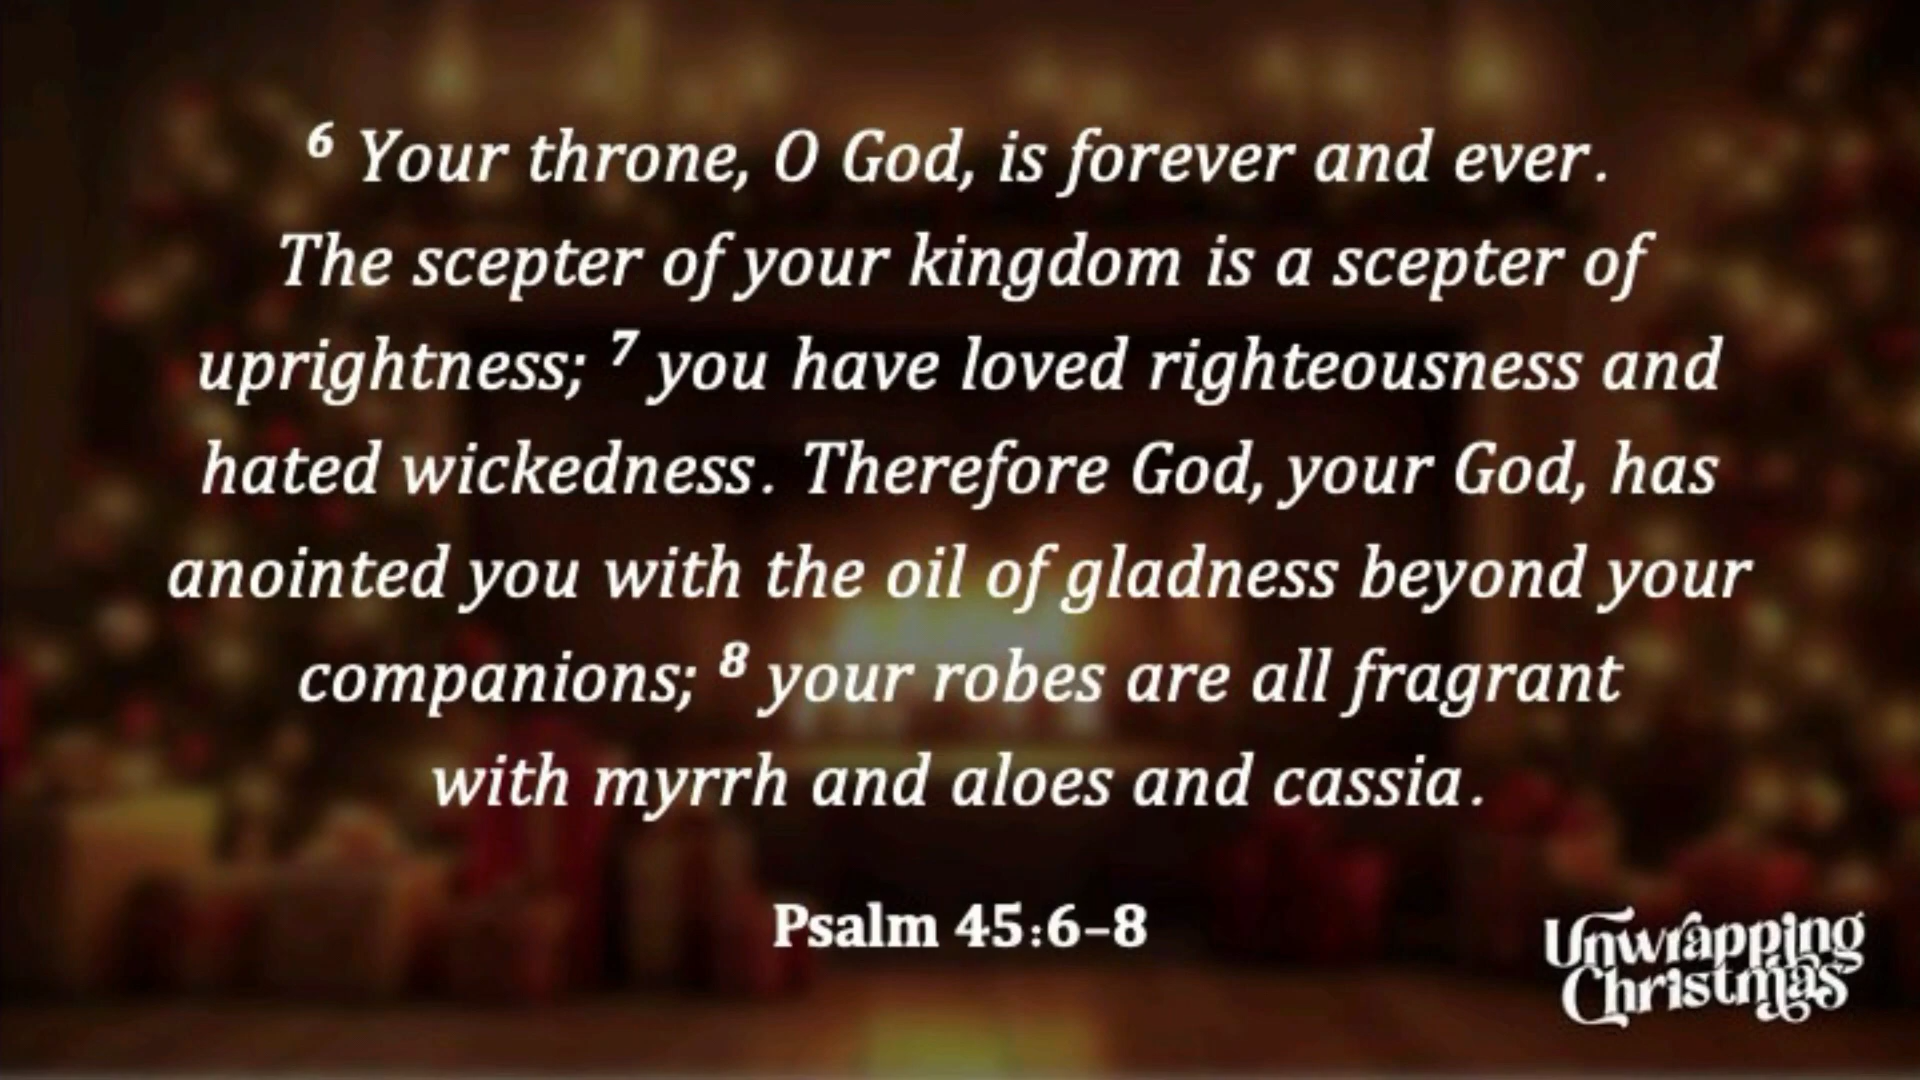 6 Your throne, O God, is forever and ever.
The scepter of your kingdom is a scepter of
uprightness; 7 you have loved righteousness and
hated wickedness. Therefore God, your God, has
anointed you with the oil of gladness beyond your
companions; 8 your robes are all fragrant
with myrrh and aloes and cassia.
Psalm 45:6–8
Unwrapping
Christmas